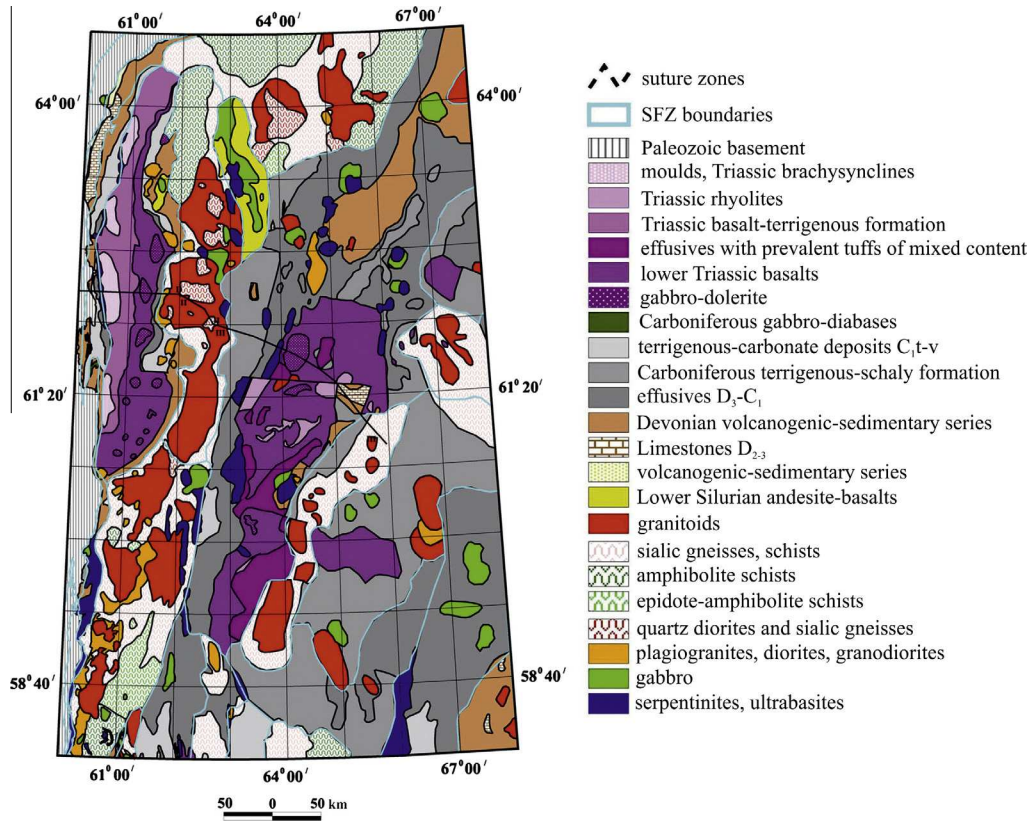 61°00′ 64°00′ 67°00′
64°00′ 64°00′
61°20′ 61°20′
58°40′ 58°40′
61°00′ 64°00′ 67°00′
50 0 50 km
suture zones
SFZ boundaries
Paleozoic basement
moulds, Triassic brachysynclines
Triassic rhyolites
Triassic basalt-terrigenous formation
effusives with prevalent tuffs of mixed content
lower Triassic basalts
gabbro-dolerite
Carboniferous gabbro-diabases
terrigenous-carbonate deposits C₁t-v
Carboniferous terrigenous-schaly formation
effusives D₃-C₁
Devonian volcanogenic-sedimentary series
Limestones D₂₋₃
volcanogenic-sedimentary series
Lower Silurian andesite-basalts
granitoids
sialic gneisses, schists
amphibolite schists
epidote-amphibolite schists
quartz diorites and sialic gneisses
plagiogranites, diorites, granodiorites
gabbro
serpentinites, ultrabasites